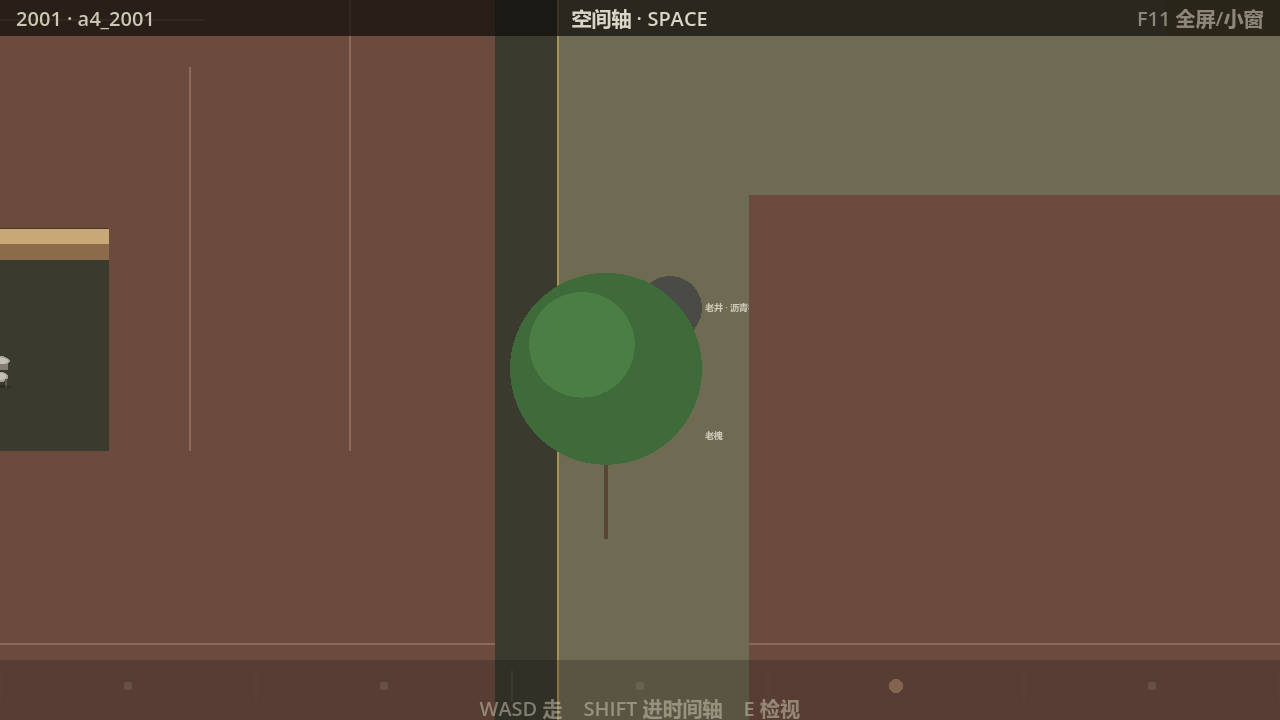 2001 · a4_2001
空间轴 · SPACE
F11 全屏/小窗
老井 · 沥青
老槐
WASD 走 SHIFT 进时间轴 E 检视